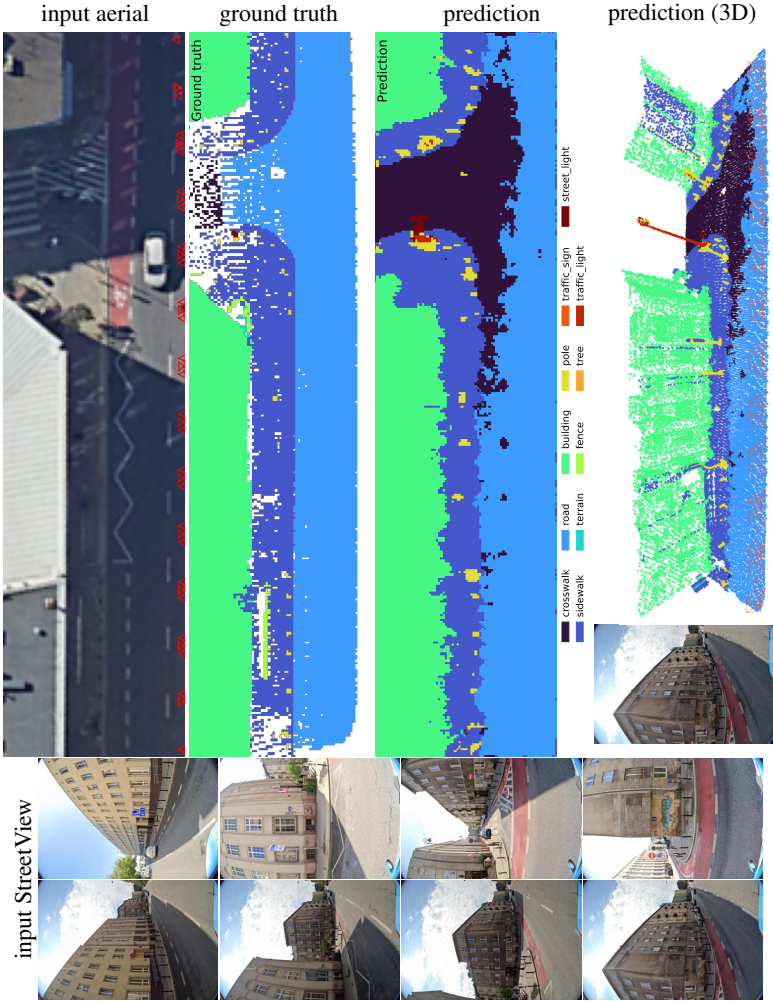 input aerial
ground truth
prediction
prediction (3D)
Ground truth
Prediction
crosswalk
road
building
pole
traffic_sign
street_light
sidewalk
terrain
fence
tree
traffic_light
input StreetView